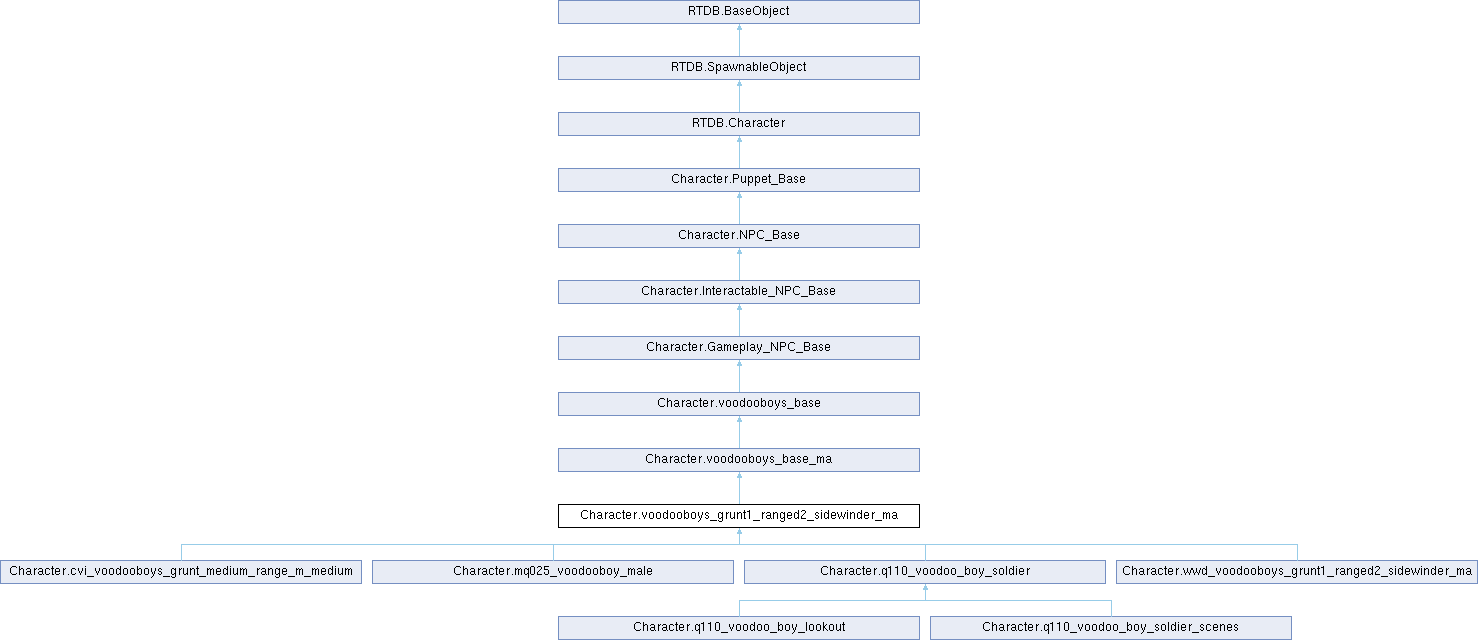 RTDB.BaseObject
RTDB.SpawnableObject
RTDB.Character
Character.Puppet_Base
Character.NPC_Base
Character.Interactable_NPC_Base
Character.Gameplay_NPC_Base
Character.voodooboys_base
Character.voodooboys_base_ma
Character.voodooboys_grunt1_ranged2_sidewinder_ma
Character.cvi_voodooboys_grunt_medium_range_m_medium
Character.mq025_voodooboy_male
Character.q110_voodoo_boy_soldier
Character.wwd_voodooboys_grunt1_ranged2_sidewinder_ma
Character.q110_voodoo_boy_lookout
Character.q110_voodoo_boy_soldier_scenes